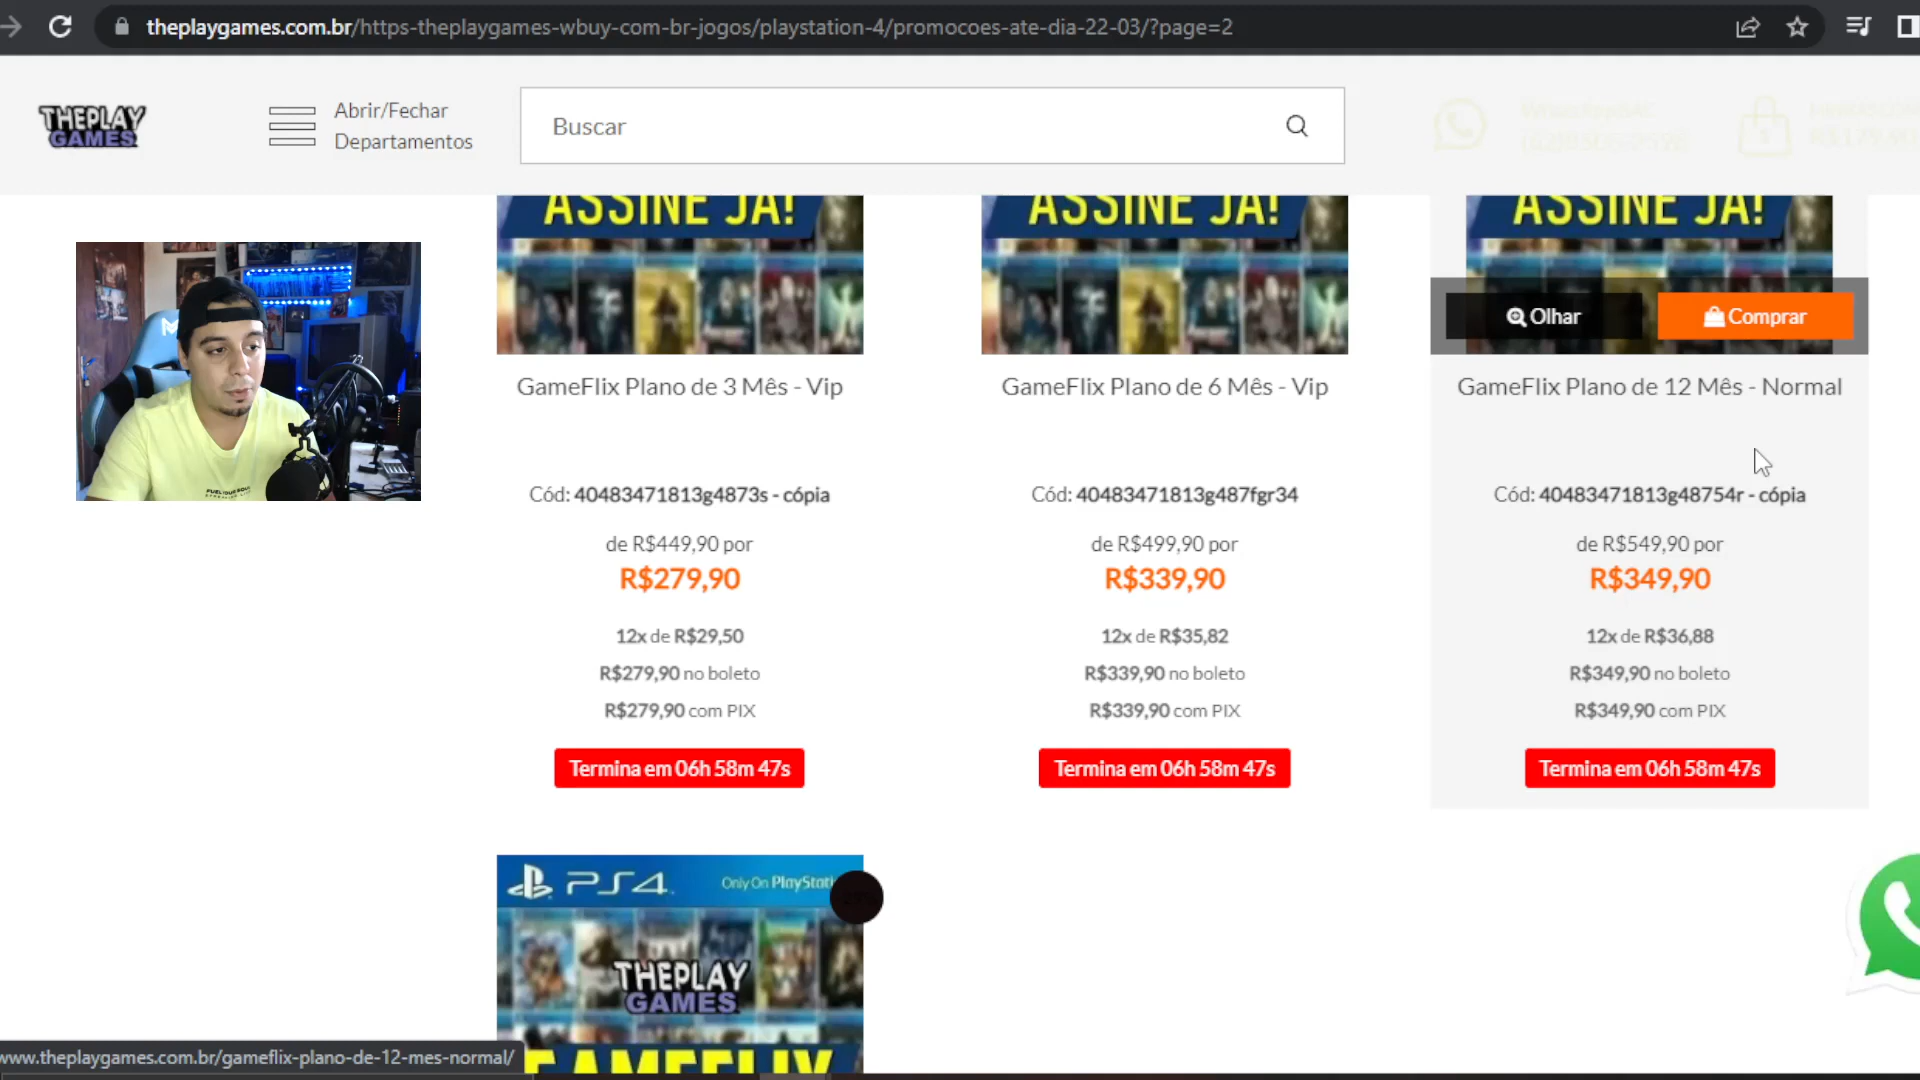 theplaygames.com.br/https-theplaygames-wbuy-com-br-jogos/playstation-4/promocoes-ate-dia-22-03/?page=2
THEPLAY
GAMES
Abrir/Fechar
Departamentos
Buscar
ASSINE JA!
ASSINE JA!
ASSINE JA!
Olhar
Comprar
GameFlix Plano de 3 Mês - Vip
GameFlix Plano de 6 Mês - Vip
GameFlix Plano de 12 Mês - Normal
Cód: 40483471813g4873s - cópia
Cód: 40483471813g487fgr34
Cód: 40483471813g48754r - cópia
de R$449,90 por
de R$499,90 por
de R$549,90 por
R$279,90
R$339,90
R$349,90
12x de R$29,50
12x de R$35,82
12x de R$36,88
R$279,90 no boleto
R$339,90 no boleto
R$349,90 no boleto
R$279,90 com PIX
R$339,90 com PIX
R$349,90 com PIX
Termina em 06h 58m 47s
Termina em 06h 58m 47s
Termina em 06h 58m 47s
PS4
Only On PlayStati
THEPLAY
GAMES
GAMEFLIX
www.theplaygames.com.br/gameflix-plano-de-12-mes-normal/